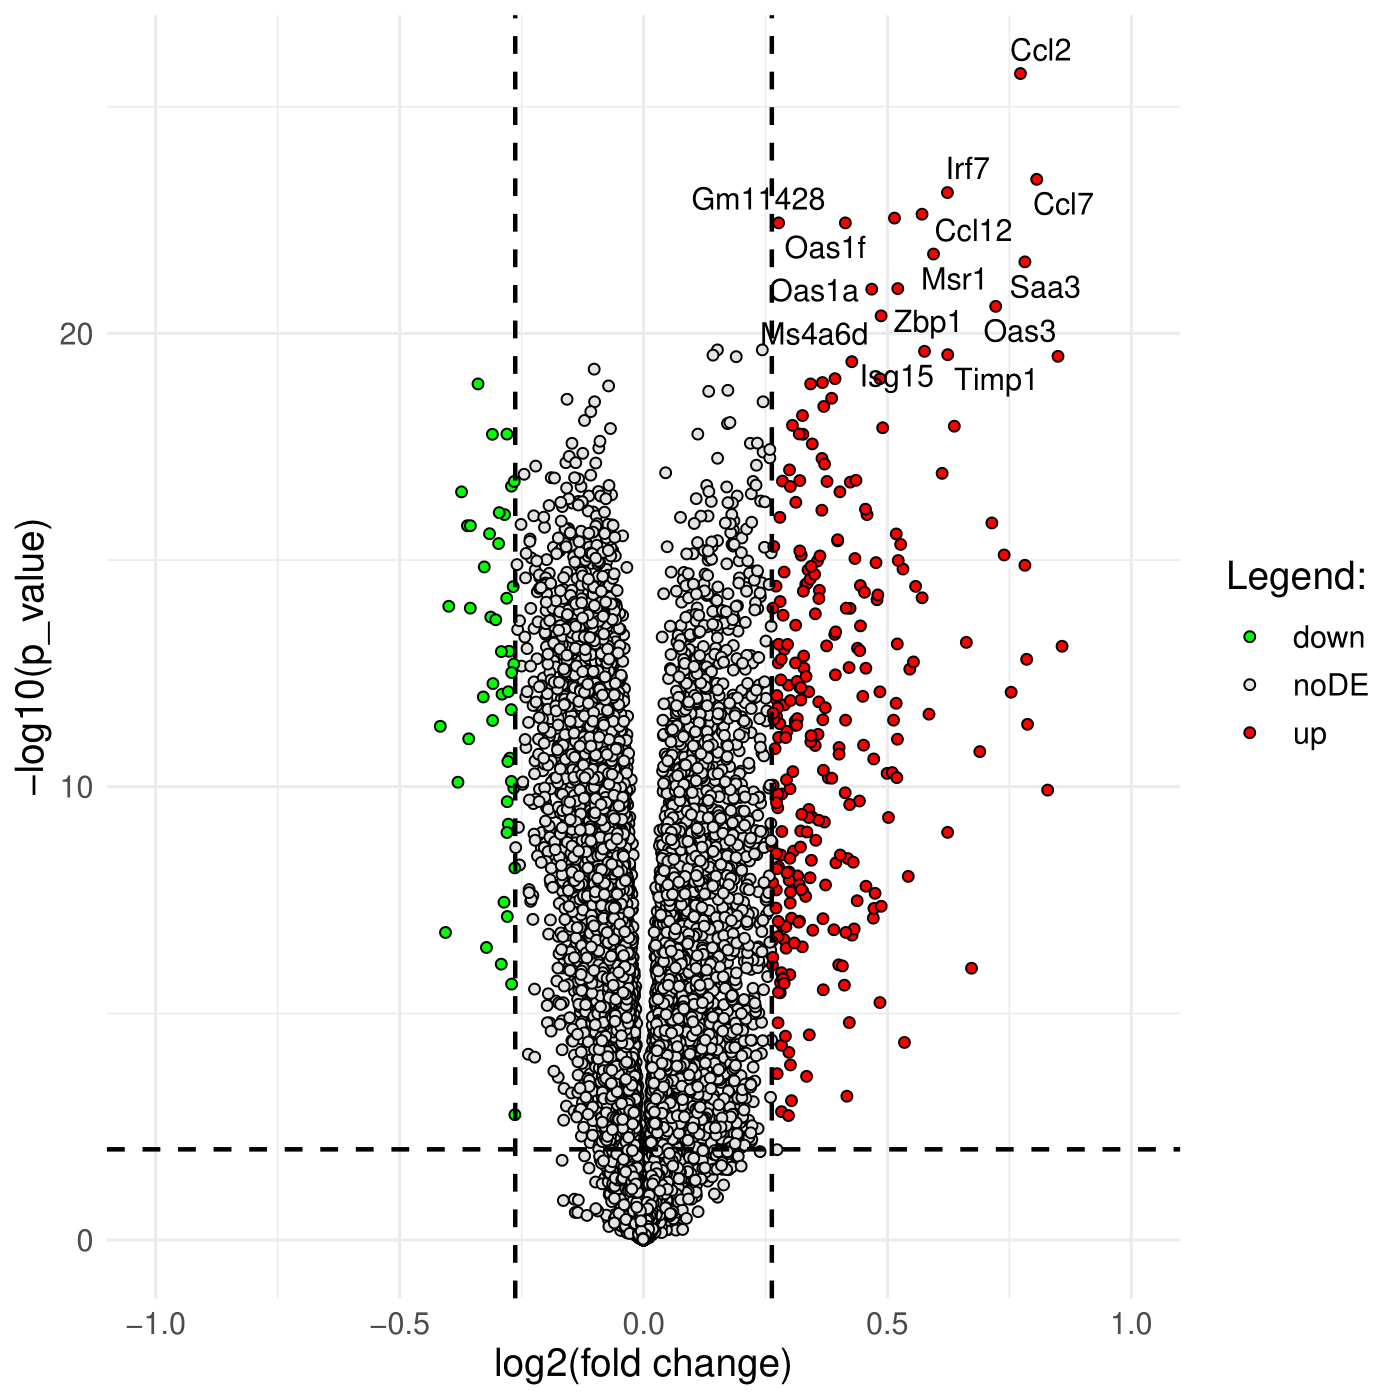 Ccl2
Irf7
Gm11428
Ccl7
Ccl12
Oas1f
Msr1
Saa3
Oas1a
Zbp1
Oas3
Ms4a6d
Isg15
Timp1
20
10
0
−log10(p_value)
−1.0
−0.5
0.0
0.5
1.0
log2(fold change)
Legend:
down
noDE
up